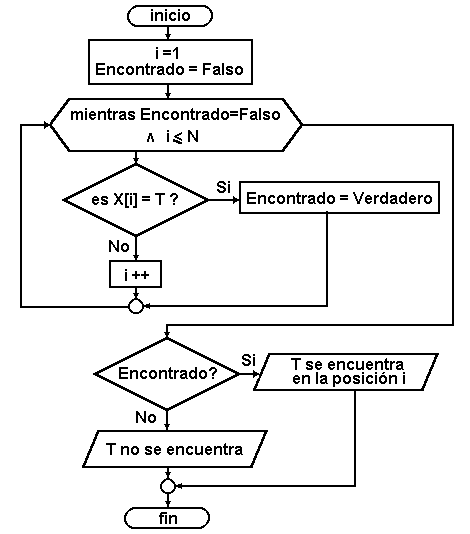 inicio
i =1
Encontrado = Falso
mientras Encontrado=Falso
∧ i ⩽ N
es X[i] = T ?
Si
Encontrado = Verdadero
No
i ++
Encontrado?
Si
T se encuentra
en la posición i
No
T no se encuentra
fin